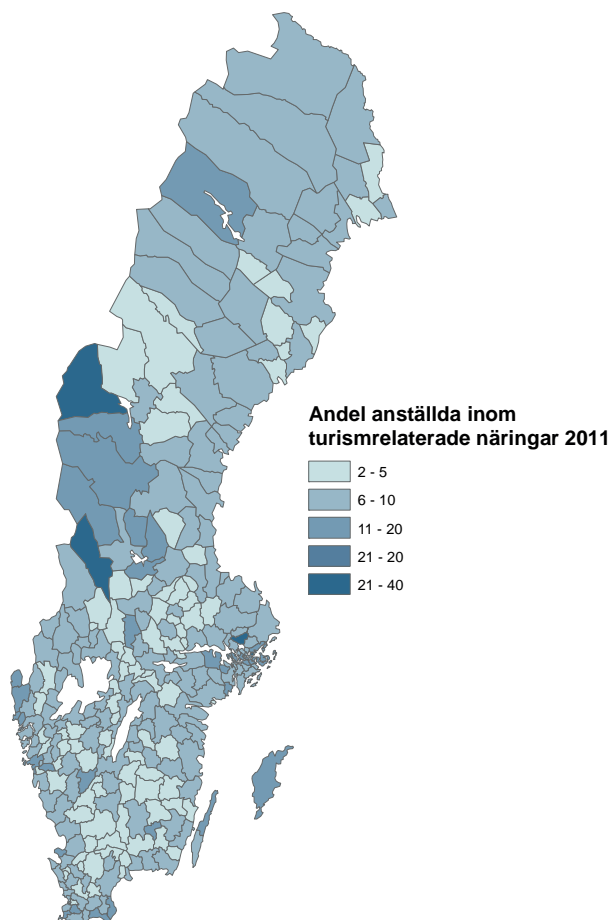 Andel anställda inom
turismrelaterade näringar 2011
2 - 5
6 - 10
11 - 20
21 - 20
21 - 40